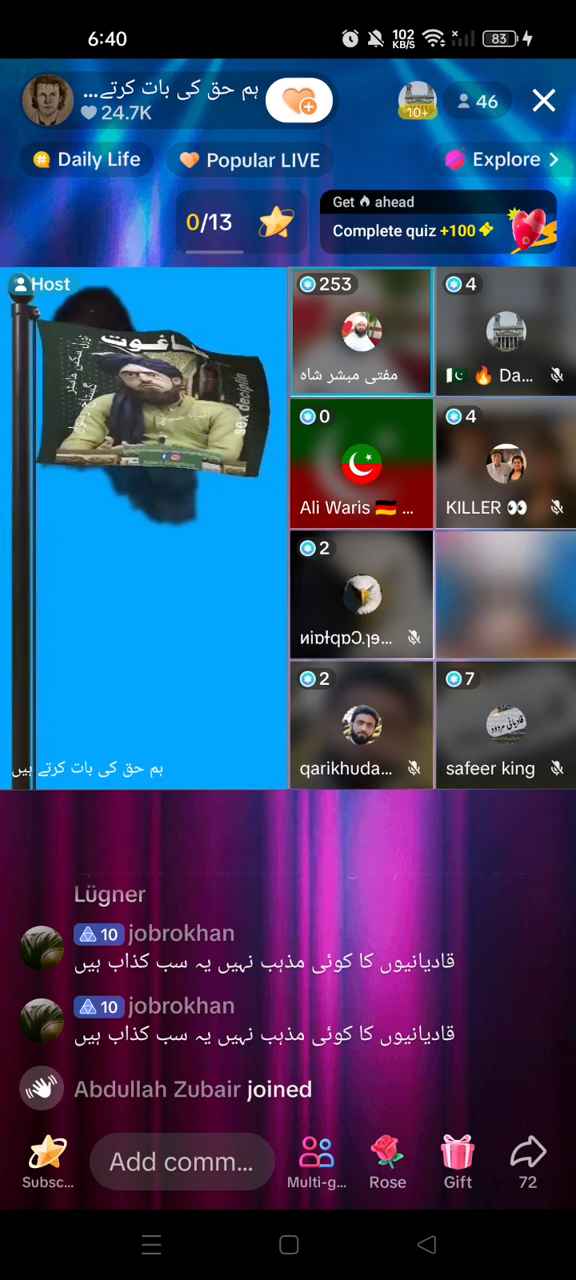 6:40
102
KB/S
83
ہم حق کی بات کرتے...
24.7K
10+
46
Daily Life
Popular LIVE
Explore
0/13
Get ahead
Complete quiz +100
Host
253
مفتی مبشر شاہ
4
Da...
0
Ali Waris
...
4
KILLER
2
2
qarikhuda...
7
safeer king
sex deciplin
ہم حق کی بات کرتے ہیں
Lügner
10 jobrokhan
قادیانیوں کا کوئی مذہب نہیں یہ سب کذاب ہیں
10 jobrokhan
قادیانیوں کا کوئی مذہب نہیں یہ سب کذاب ہیں
Abdullah Zubair joined
Add comm...
Subsc...
Multi-g...
Rose
Gift
72